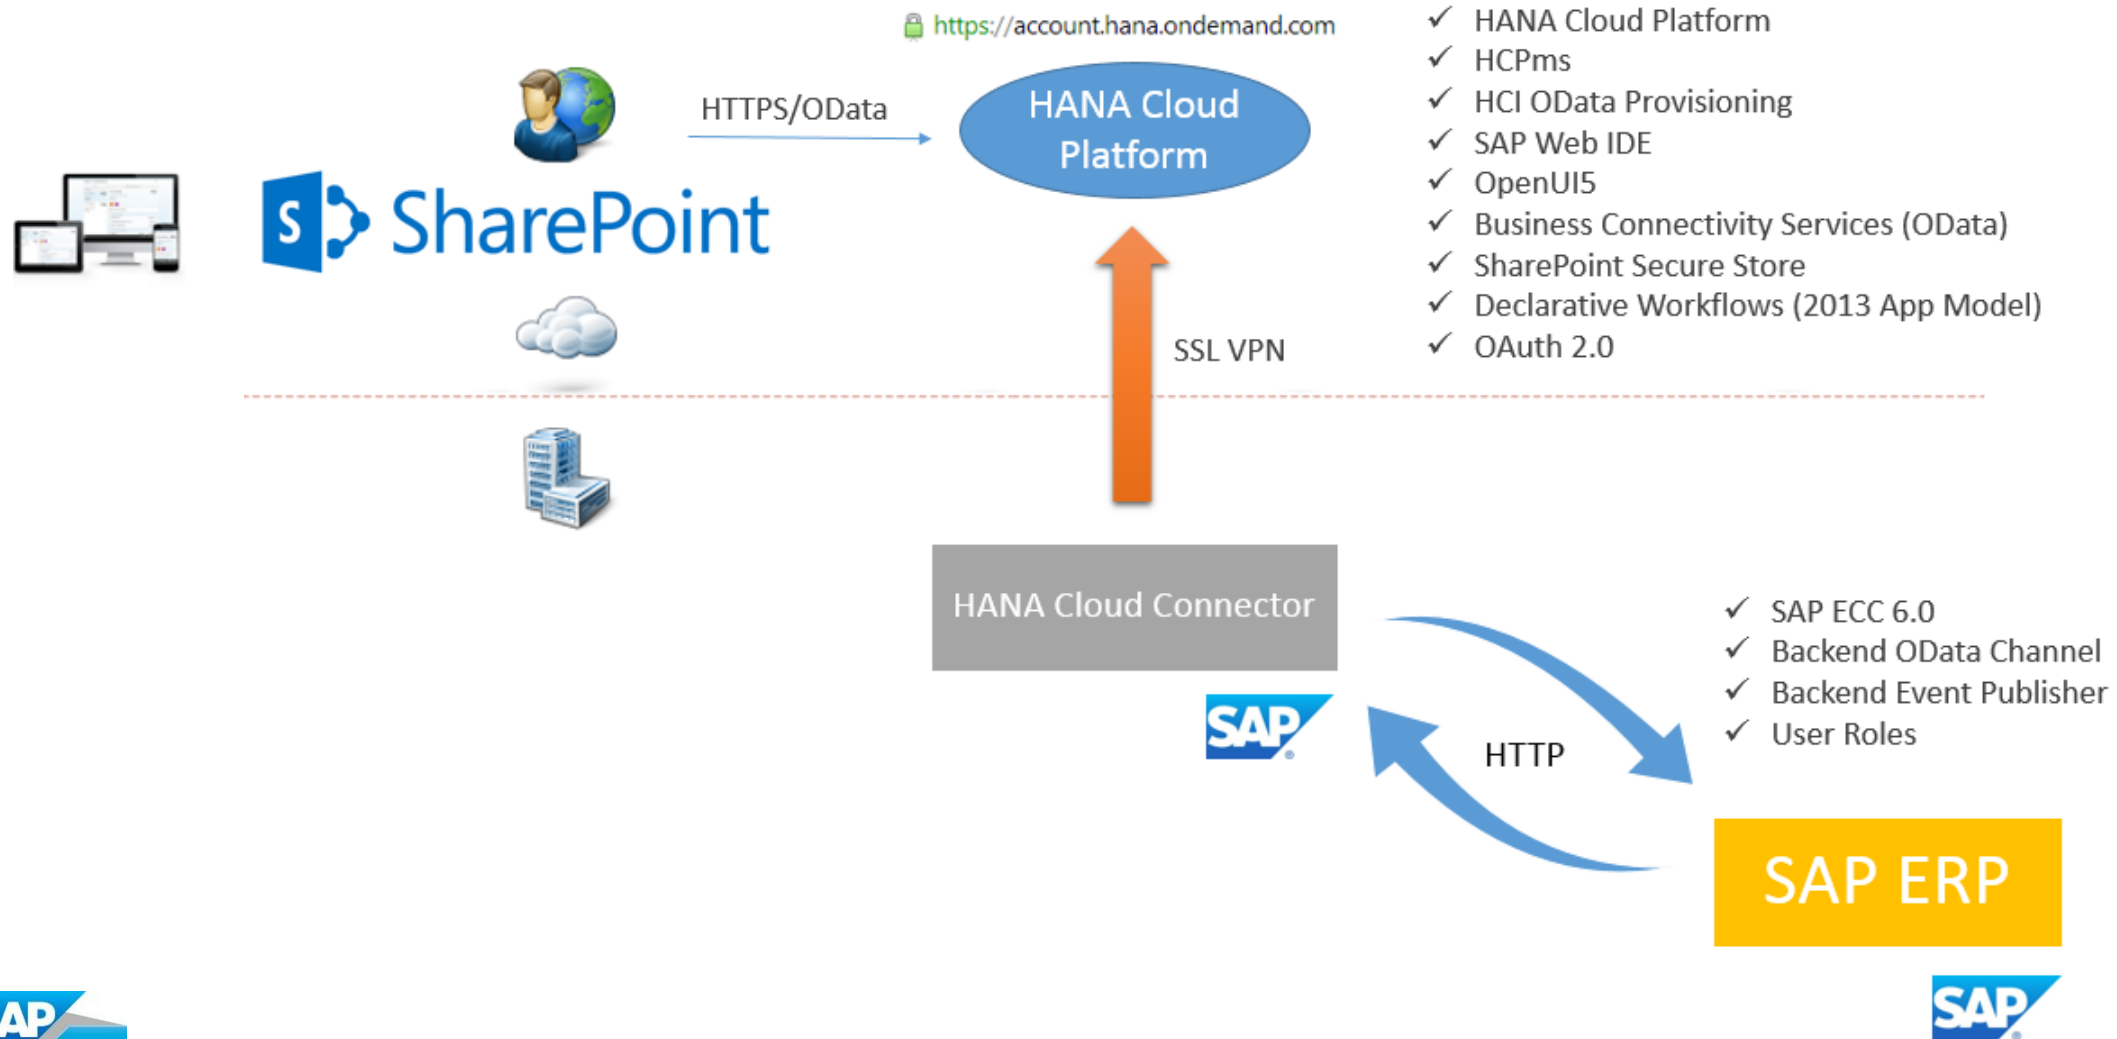 https://account.hana.ondemand.com
HTTPS/OData
HANA Cloud
Platform
S
SharePoint
✓ HANA Cloud Platform
✓ HCPms
✓ HCI OData Provisioning
✓ SAP Web IDE
✓ OpenUI5
✓ Business Connectivity Services (OData)
✓ SharePoint Secure Store
✓ Declarative Workflows (2013 App Model)
✓ OAuth 2.0
SSL VPN
HANA Cloud Connector
SAP®
HTTP
✓ SAP ECC 6.0
✓ Backend OData Channel
✓ Backend Event Publisher
✓ User Roles
SAP ERP
AP
SAP®